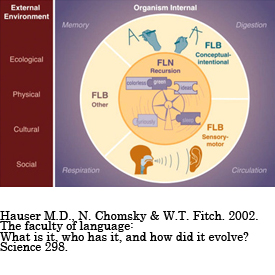 External
Environment
Ecological
Physical
Cultural
Social
Organism Internal
Memory
Digestion
FLB
Conceptual-
intentional
FLN
Recursion
colorless
green
ideas
furiously
sleep
FLB
Other
FLB
Sensory-
motor
Respiration
Circulation
Hauser M.D., N. Chomsky & W.T. Fitch. 2002.
The faculty of language:
What is it, who has it, and how did it evolve?
Science 298.